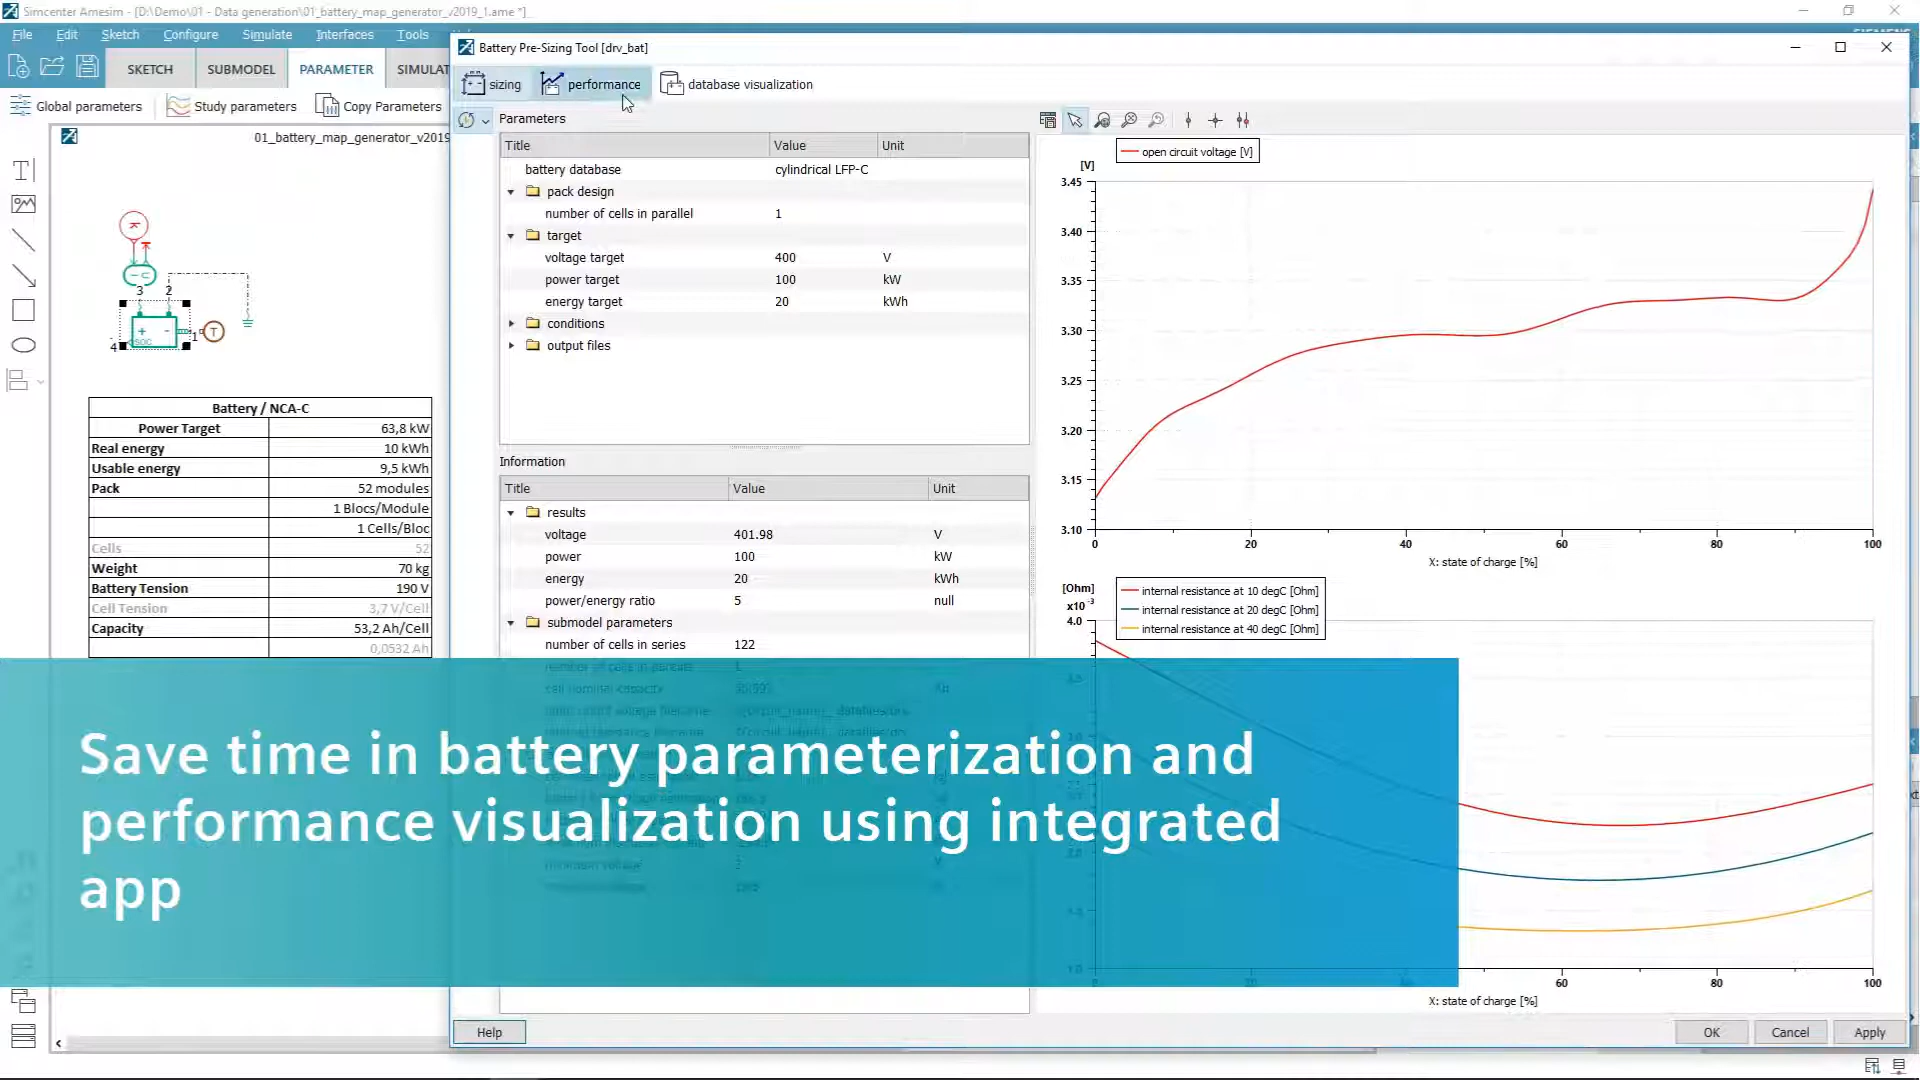 Simcenter Amesim - [D:\Demo\01 - Data generation\01_battery_map_generator_v2019_1.ame *]
File Edit Sketch Configure Simulate Interfaces Tools
SKETCH SUBMODEL PARAMETER SIMULAT
Global parameters Study parameters Copy Parameters
01_battery_map_generator_v2019
3 2
+ - 1 T
4 SOC
Battery / NCA-C
Power Target 63,8 kW
Real energy 10 kWh
Usable energy 9,5 kWh
Pack 52 modules
1 Blocs/Module
1 Cells/Bloc
Cells 52
Weight 70 kg
Battery Tension 190 V
Cell Tension 3,7 V/Cell
Capacity 53,2 Ah/Cell
0,0532 Ah
Battery Pre-Sizing Tool [drv_bat]
sizing performance database visualization
Parameters
Title Value Unit
battery database cylindrical LFP-C
pack design
number of cells in parallel 1
target
voltage target 400 V
power target 100 kW
energy target 20 kWh
conditions
output files
Information
Title Value Unit
results
voltage 401.98 V
power 100 kW
energy 20 kWh
power/energy ratio 5 null
submodel parameters
number of cells in series 122
open circuit voltage [V]
[V]
3.45
3.40
3.35
3.30
3.25
3.20
3.15
3.10
0 20 40 60 80 100
X: state of charge [%]
[Ohm]
x10 -3
internal resistance at 10 degC [Ohm]
internal resistance at 20 degC [Ohm]
internal resistance at 40 degC [Ohm]
4.0
60 80 100
X: state of charge [%]
Save time in battery parameterization and
performance visualization using integrated
app
Help OK Cancel Apply